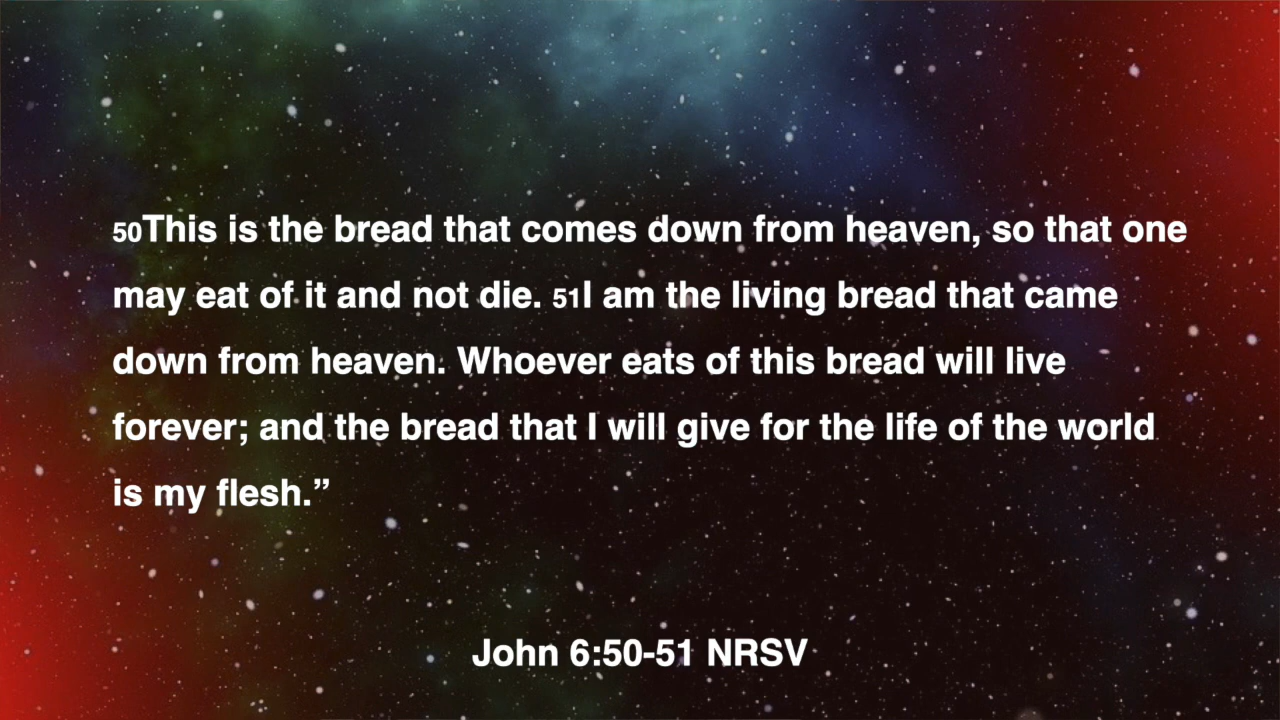 50This is the bread that comes down from heaven, so that one
may eat of it and not die. 51I am the living bread that came
down from heaven. Whoever eats of this bread will live
forever; and the bread that I will give for the life of the world
is my flesh.”
John 6:50-51 NRSV